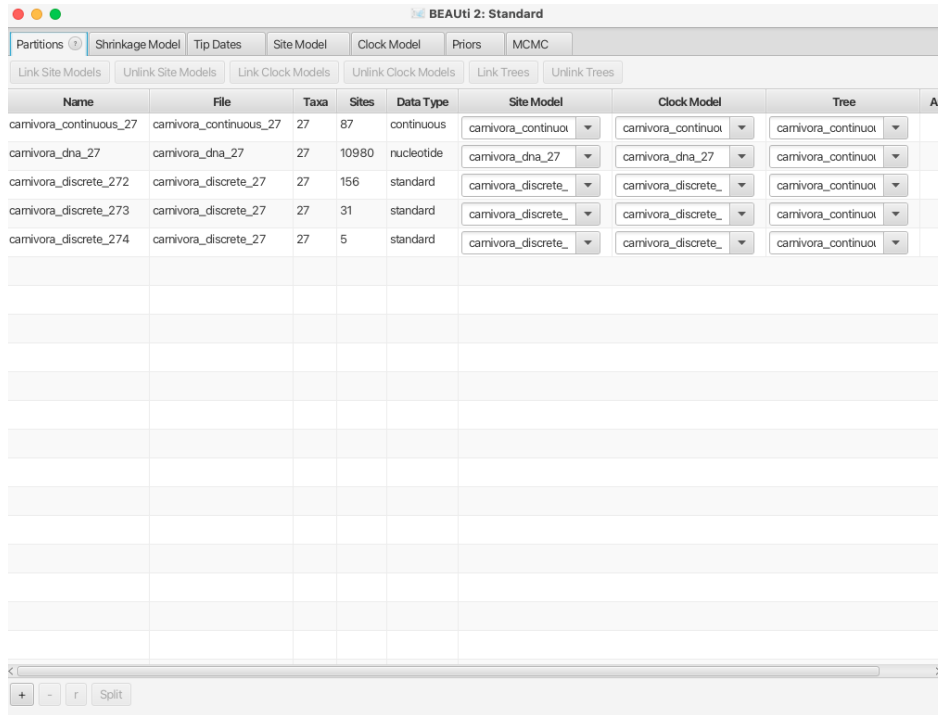 BEAUti 2: Standard
Partitions ? Shrinkage Model Tip Dates Site Model Clock Model Priors MCMC
Link Site Models Unlink Site Models Link Clock Models Unlink Clock Models Link Trees Unlink Trees
Name File Taxa Sites Data Type Site Model Clock Model Tree A
carnivora_continuous_27 carnivora_continuous_27 27 87 continuous carnivora_continuou carnivora_continuou carnivora_continuou
carnivora_dna_27 carnivora_dna_27 27 10980 nucleotide carnivora_dna_27 carnivora_dna_27 carnivora_continuou
carnivora_discrete_272 carnivora_discrete_27 27 156 standard carnivora_discrete_ carnivora_discrete_ carnivora_continuou
carnivora_discrete_273 carnivora_discrete_27 27 31 standard carnivora_discrete_ carnivora_discrete_ carnivora_continuou
carnivora_discrete_274 carnivora_discrete_27 27 5 standard carnivora_discrete_ carnivora_discrete_ carnivora_continuou
+ - r Split